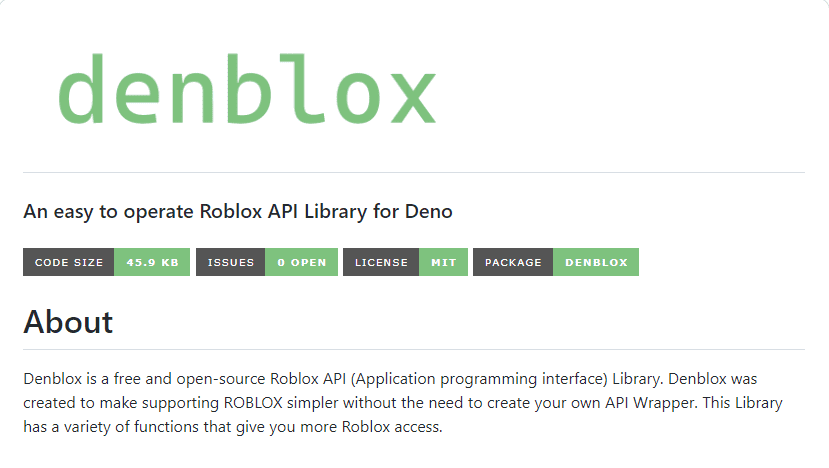 denblox
An easy to operate Roblox API Library for Deno
CODE SIZE 45.9 KB ISSUES 0 OPEN LICENSE MIT PACKAGE DENBLOX
About
Denblox is a free and open-source Roblox API (Application programming interface) Library. Denblox was
created to make supporting ROBLOX simpler without the need to create your own API Wrapper. This Library
has a variety of functions that give you more Roblox access.